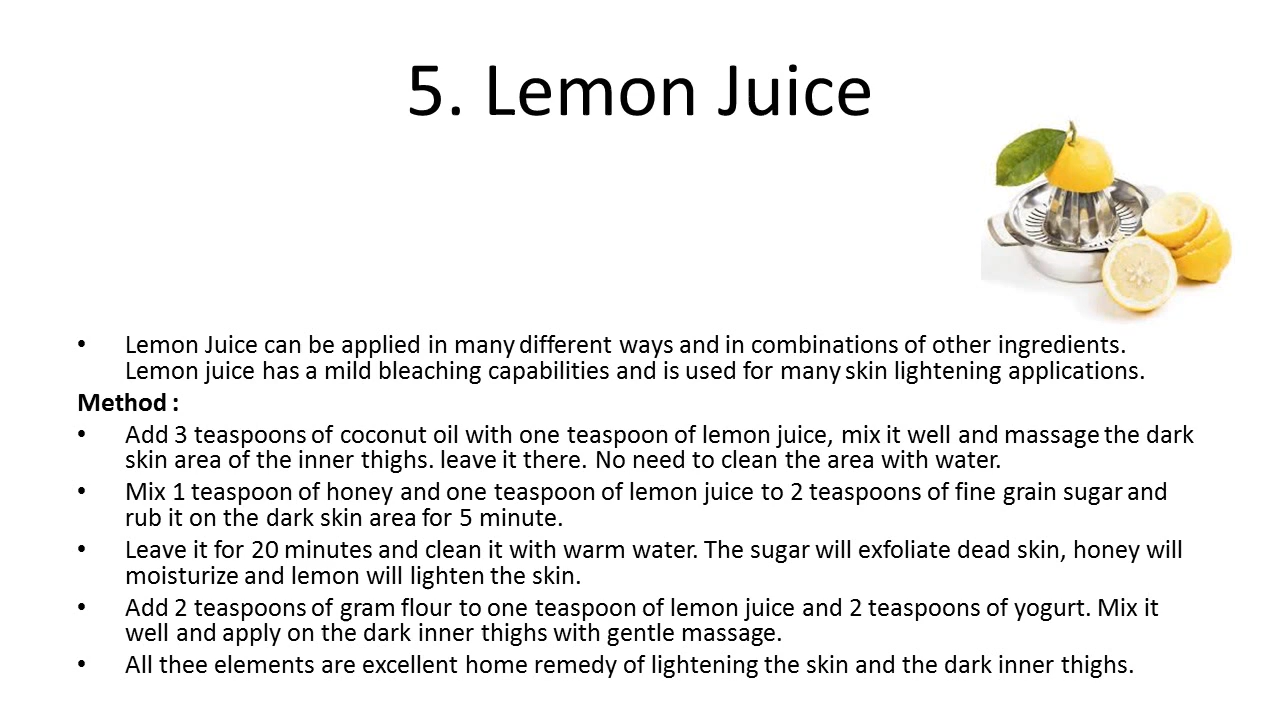 5. Lemon Juice
• Lemon Juice can be applied in many different ways and in combinations of other ingredients.
Lemon juice has a mild bleaching capabilities and is used for many skin lightening applications.
Method :
• Add 3 teaspoons of coconut oil with one teaspoon of lemon juice, mix it well and massage the dark
skin area of the inner thighs. leave it there. No need to clean the area with water.
• Mix 1 teaspoon of honey and one teaspoon of lemon juice to 2 teaspoons of fine grain sugar and
rub it on the dark skin area for 5 minute.
• Leave it for 20 minutes and clean it with warm water. The sugar will exfoliate dead skin, honey will
moisturize and lemon will lighten the skin.
• Add 2 teaspoons of gram flour to one teaspoon of lemon juice and 2 teaspoons of yogurt. Mix it
well and apply on the dark inner thighs with gentle massage.
• All thee elements are excellent home remedy of lightening the skin and the dark inner thighs.